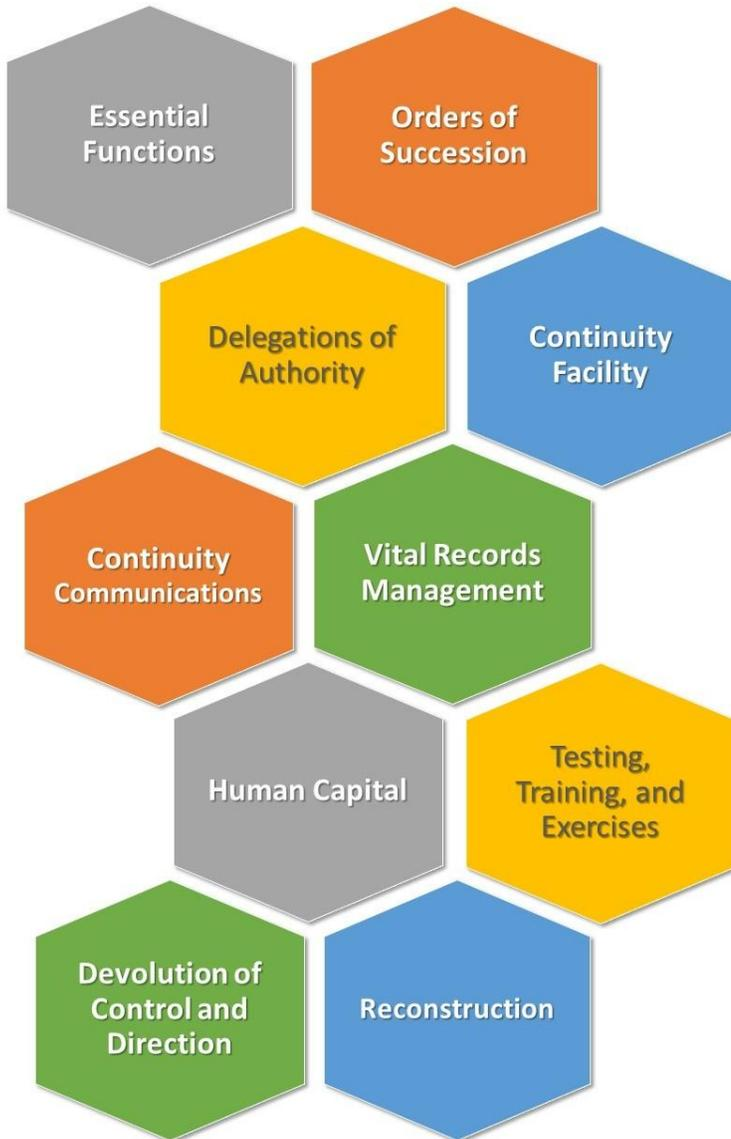 Essential
Functions
Orders of
Succession
Delegations of
Authority
Continuity
Facility
Continuity
Communications
Vital Records
Management
Human Capital
Testing,
Training, and
Exercises
Devolution of
Control and
Direction
Reconstruction